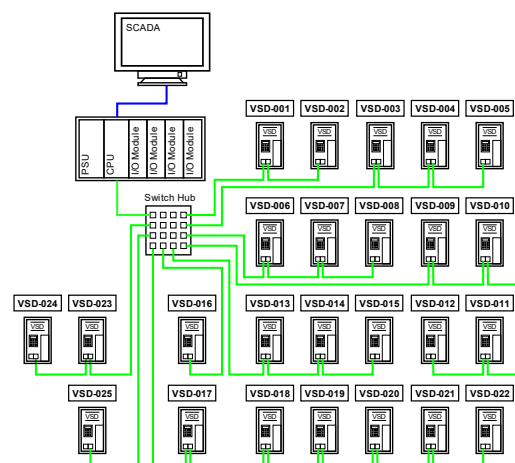 SCADA
PSU
CPU
I/O Module
I/O Module
I/O Module
I/O Module
Switch Hub
VSD-001
VSD-002
VSD-003
VSD-004
VSD-005
VSD
VSD
VSD
VSD
VSD
VSD-006
VSD-007
VSD-008
VSD-009
VSD-010
VSD
VSD
VSD
VSD
VSD
VSD-024
VSD-023
VSD-016
VSD-013
VSD-014
VSD-015
VSD-012
VSD-011
VSD
VSD
VSD
VSD
VSD
VSD
VSD
VSD
VSD-025
VSD-017
VSD-018
VSD-019
VSD-020
VSD-021
VSD-022
VSD
VSD
VSD
VSD
VSD
VSD
VSD